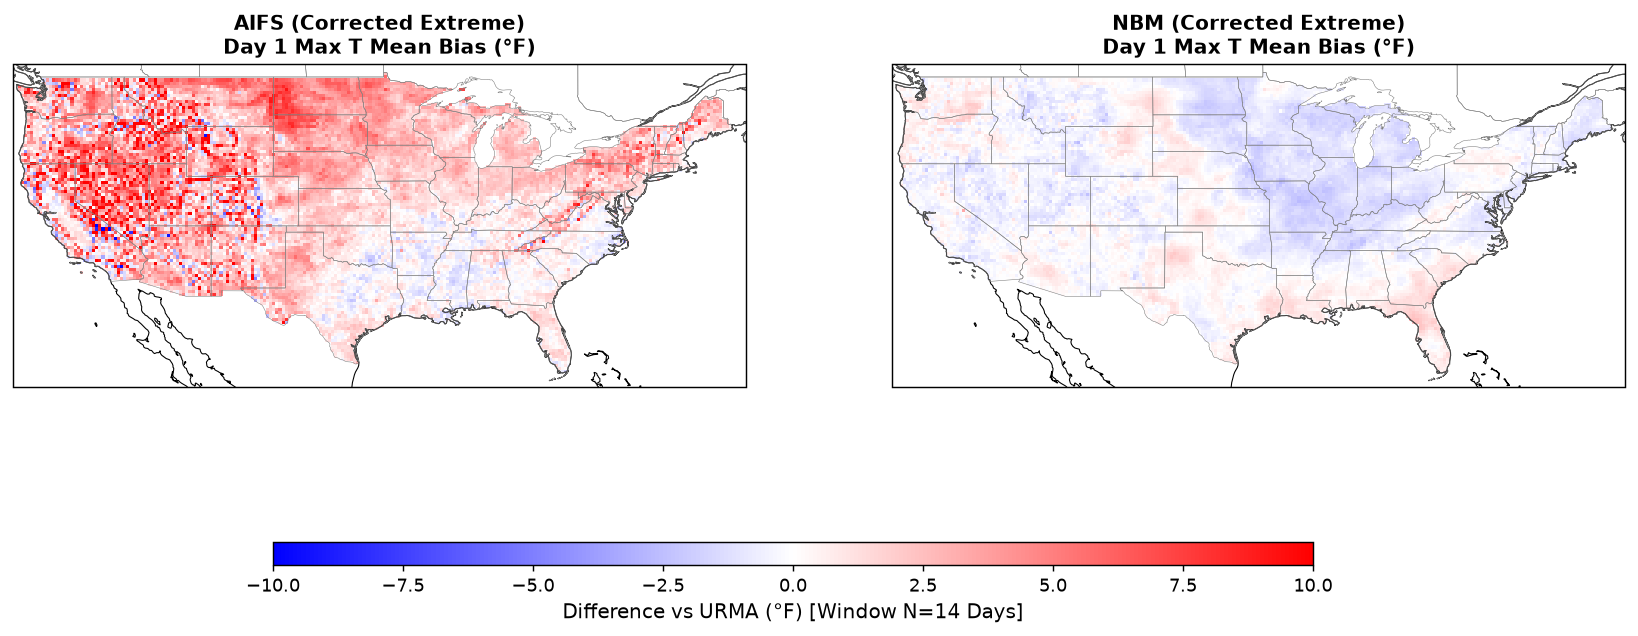 AIFS (Corrected Extreme)
Day 1 Max T Mean Bias (°F)
NBM (Corrected Extreme)
Day 1 Max T Mean Bias (°F)
−10.0 −7.5 −5.0 −2.5 0.0 2.5 5.0 7.5 10.0
Difference vs URMA (°F) [Window N=14 Days]